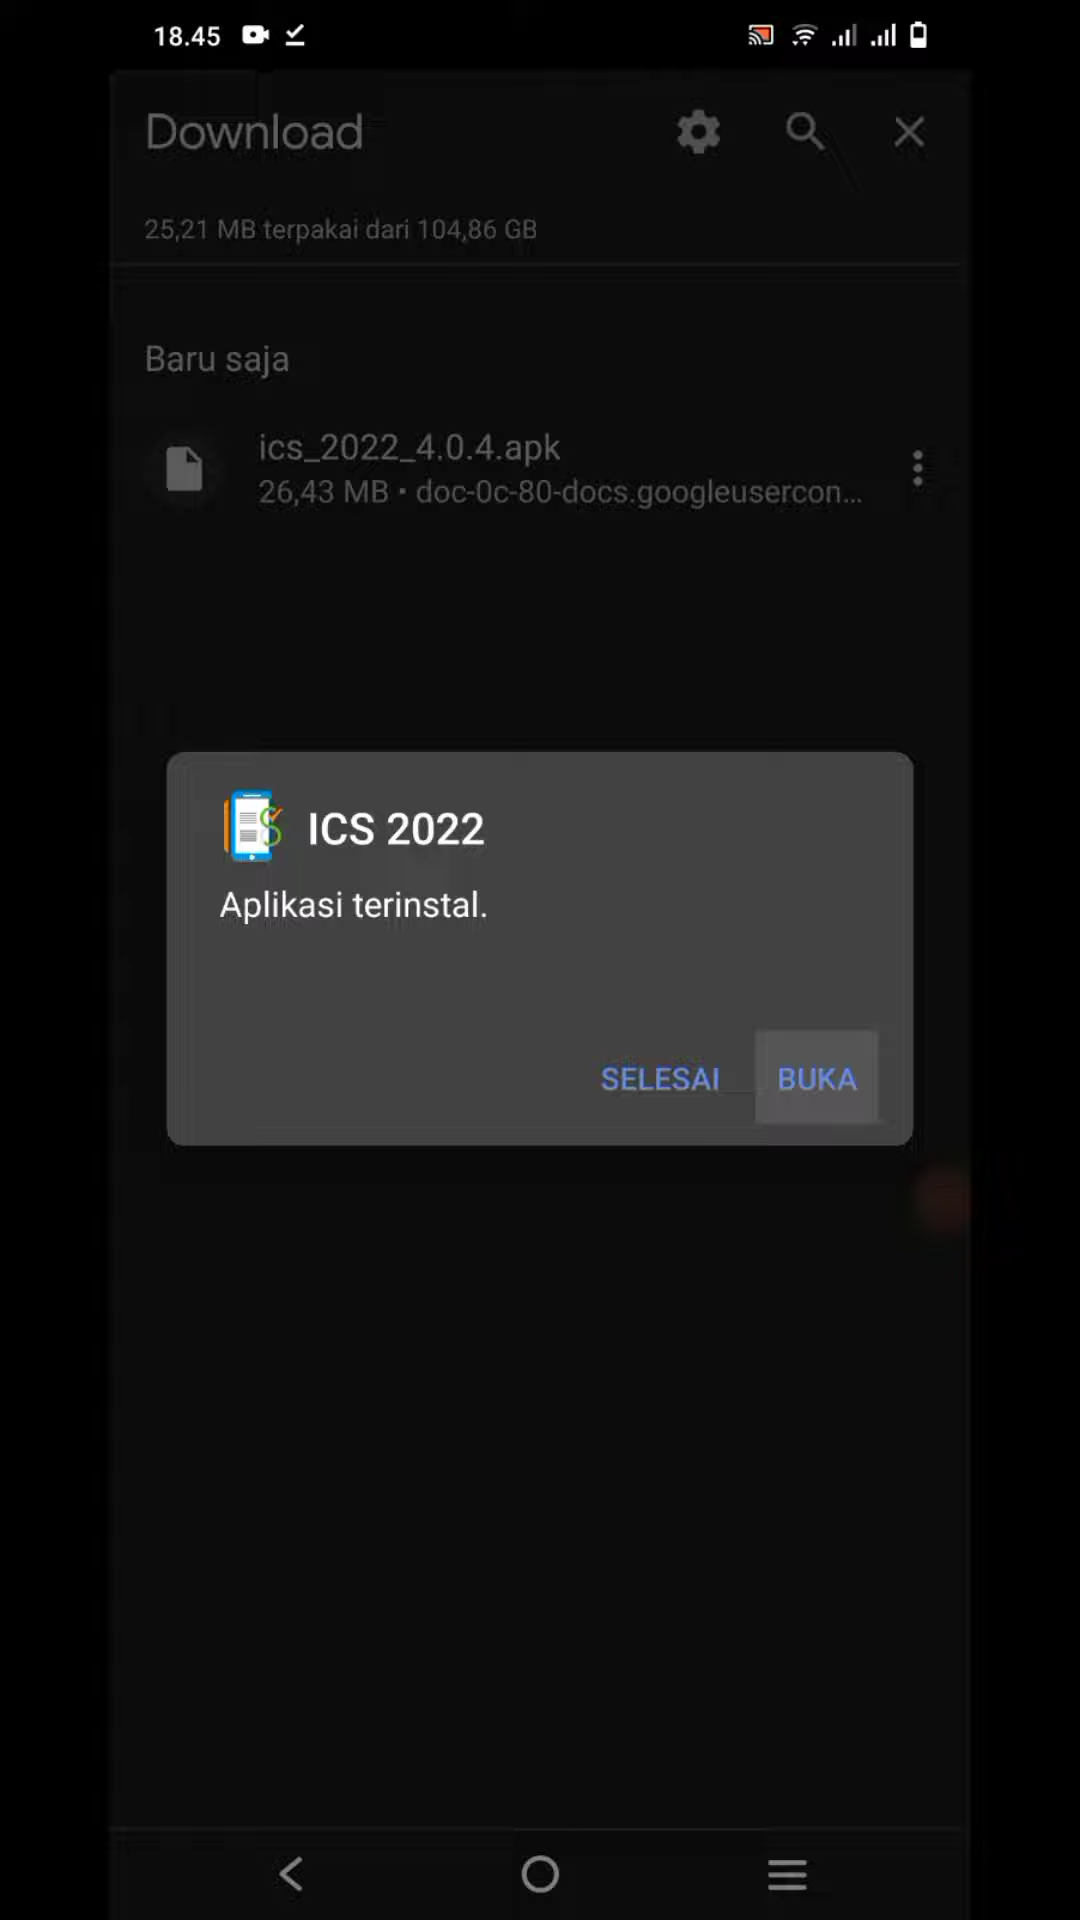 18.45
Download
25,21 MB terpakai dari 104,86 GB
Baru saja
ics_2022_4.0.4.apk
26,43 MB • doc-0c-80-docs.googleusercon...
ICS 2022
Aplikasi terinstal.
SELESAI
BUKA